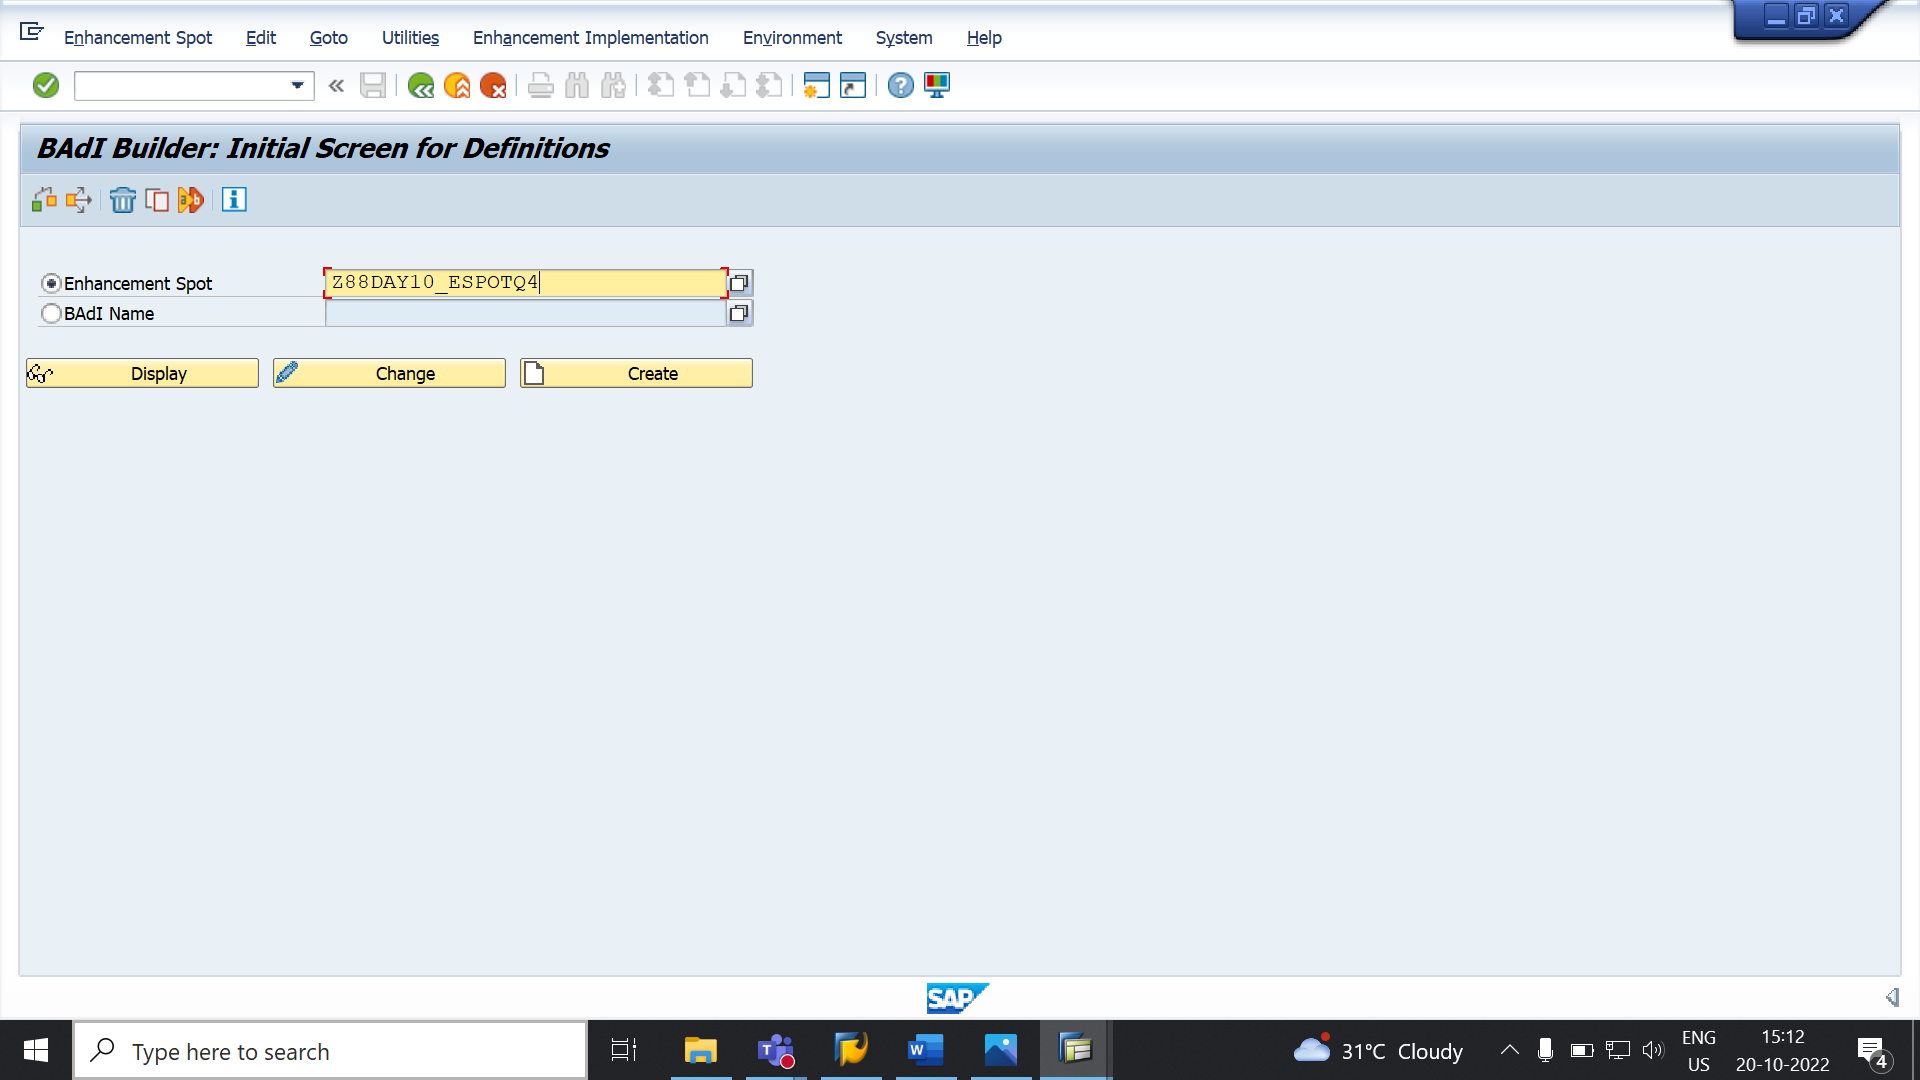 Enhancement Spot Edit Goto Utilities Enhancement Implementation Environment System Help
BAdI Builder: Initial Screen for Definitions
Enhancement Spot Z88DAY10_ESPOTQ4
BAdI Name
Display Change Create
SAP
Type here to search
31°C Cloudy
ENG
US
15:12
20-10-2022
4